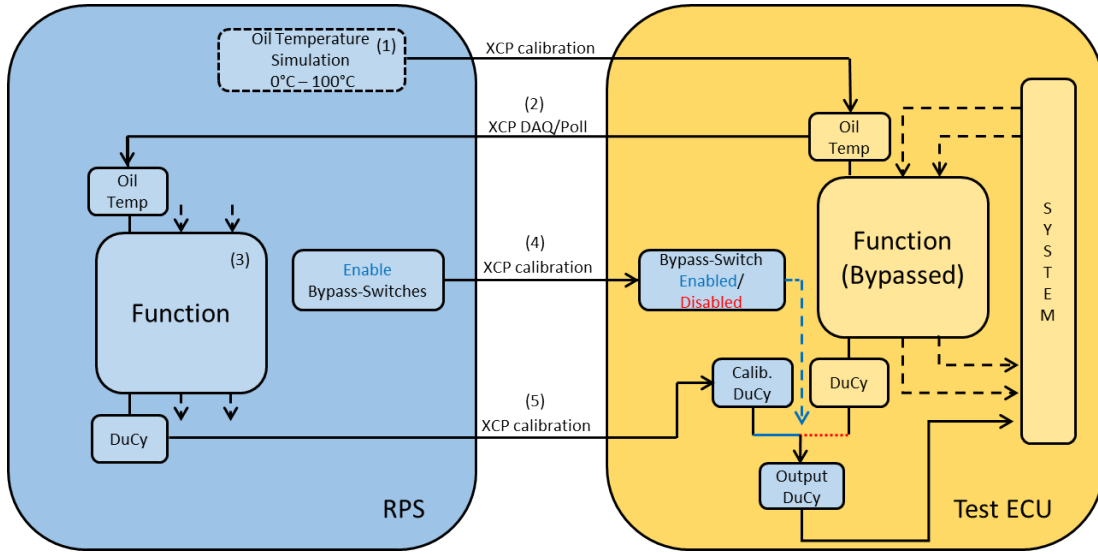 Oil Temperature
(1)
Simulation
0°C – 100°C
XCP calibration
(2)
XCP DAQ/Poll
Oil
Temp
Oil
Temp
(3)
Function
Enable
Bypass-Switches
(4)
XCP calibration
Bypass-Switch
Enabled/
Disabled
Function
(Bypassed)
SYSTEM
Calib.
DuCy
DuCy
DuCy
(5)
XCP calibration
Output
DuCy
RPS
Test ECU